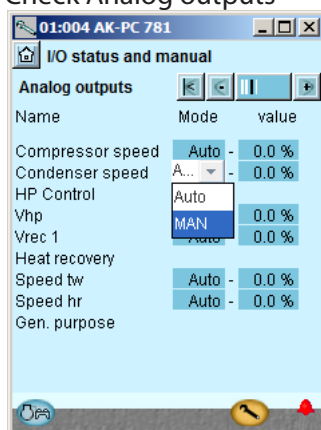 Check Analog outputs
01:004 AK-PC 781
I/O status and manual
Analog outputs
Name Mode value
Compressor speed Auto - 0.0 %
Condenser speed A... - 0.0 %
HP Control Auto
Vhp MAN 0.0 %
Vrec 1 Auto - 0.0 %
Heat recovery
Speed tw Auto - 0.0 %
Speed hr Auto - 0.0 %
Gen. purpose